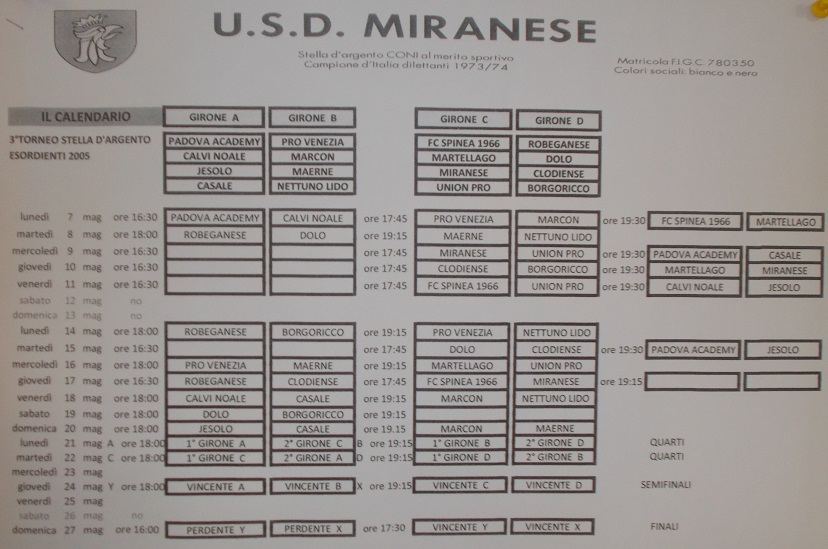 U.S.D. MIRANESE
Stella d'argento CONI al merito sportivo
Campione d'Italia dilettanti 1973/74
Matricola F.I.G.C. 780350
Colori sociali: bianco e nero
IL CALENDARIO GIRONE A GIRONE B GIRONE C GIRONE D
3°TORNEO STELLA D'ARGENTO PADOVA ACADEMY PRO VENEZIA FC SPINEA 1966 ROBEGANESE
ESORDIENTI 2005 CALVI NOALE MARCON MARTELLAGO DOLO
JESOLO MAERNE MIRANESE CLODIENSE
CASALE NETTUNO LIDO UNION PRO BORGORICCO
lunedì 7 mag ore 16:30 PADOVA ACADEMY CALVI NOALE ore 17:45 PRO VENEZIA MARCON ore 19:30 FC SPINEA 1966 MARTELLAGO
martedì 8 mag ore 18:00 ROBEGANESE DOLO ore 19:15 MAERNE NETTUNO LIDO
mercoledì 9 mag ore 16:30 ore 17:45 MIRANESE UNION PRO ore 19:30 PADOVA ACADEMY CASALE
giovedì 10 mag ore 16:30 ore 17:45 CLODIENSE BORGORICCO ore 19:30 MARTELLAGO MIRANESE
venerdì 11 mag ore 16:30 ore 17:45 FC SPINEA 1966 UNION PRO ore 19:30 CALVI NOALE JESOLO
sabato 12 mag no
domenica 13 mag no
lunedì 14 mag ore 18:00 ROBEGANESE BORGORICCO ore 19:15 PRO VENEZIA NETTUNO LIDO
martedì 15 mag ore 16:30 ore 17:45 DOLO CLODIENSE ore 19:30 PADOVA ACADEMY JESOLO
mercoledì 16 mag ore 18:00 PRO VENEZIA MAERNE ore 19:15 MARTELLAGO UNION PRO
giovedì 17 mag ore 16:30 ROBEGANESE CLODIENSE ore 17:45 FC SPINEA 1966 MIRANESE ore 19:15
venerdì 18 mag ore 18:00 CALVI NOALE CASALE ore 19:15 MARCON NETTUNO LIDO
sabato 19 mag ore 18:00 DOLO BORGORICCO ore 19:15
domenica 20 mag ore 18:00 JESOLO CASALE ore 19:15 MARCON MAERNE
lunedì 21 mag A ore 18:00 1° GIRONE A 2° GIRONE C B ore 19:15 1° GIRONE B 2° GIRONE D QUARTI
martedì 22 mag C ore 18:00 1° GIRONE C 2° GIRONE A D ore 19:15 1° GIRONE D 2° GIRONE B QUARTI
mercoledì 23 mag
giovedì 24 mag Y ore 18:00 VINCENTE A VINCENTE B X ore 19:15 VINCENTE C VINCENTE D SEMIFINALI
venerdì 25 mag
sabato 26 mag no
domenica 27 mag ore 16:00 PERDENTE Y PERDENTE X ore 17:30 VINCENTE Y VINCENTE X FINALI